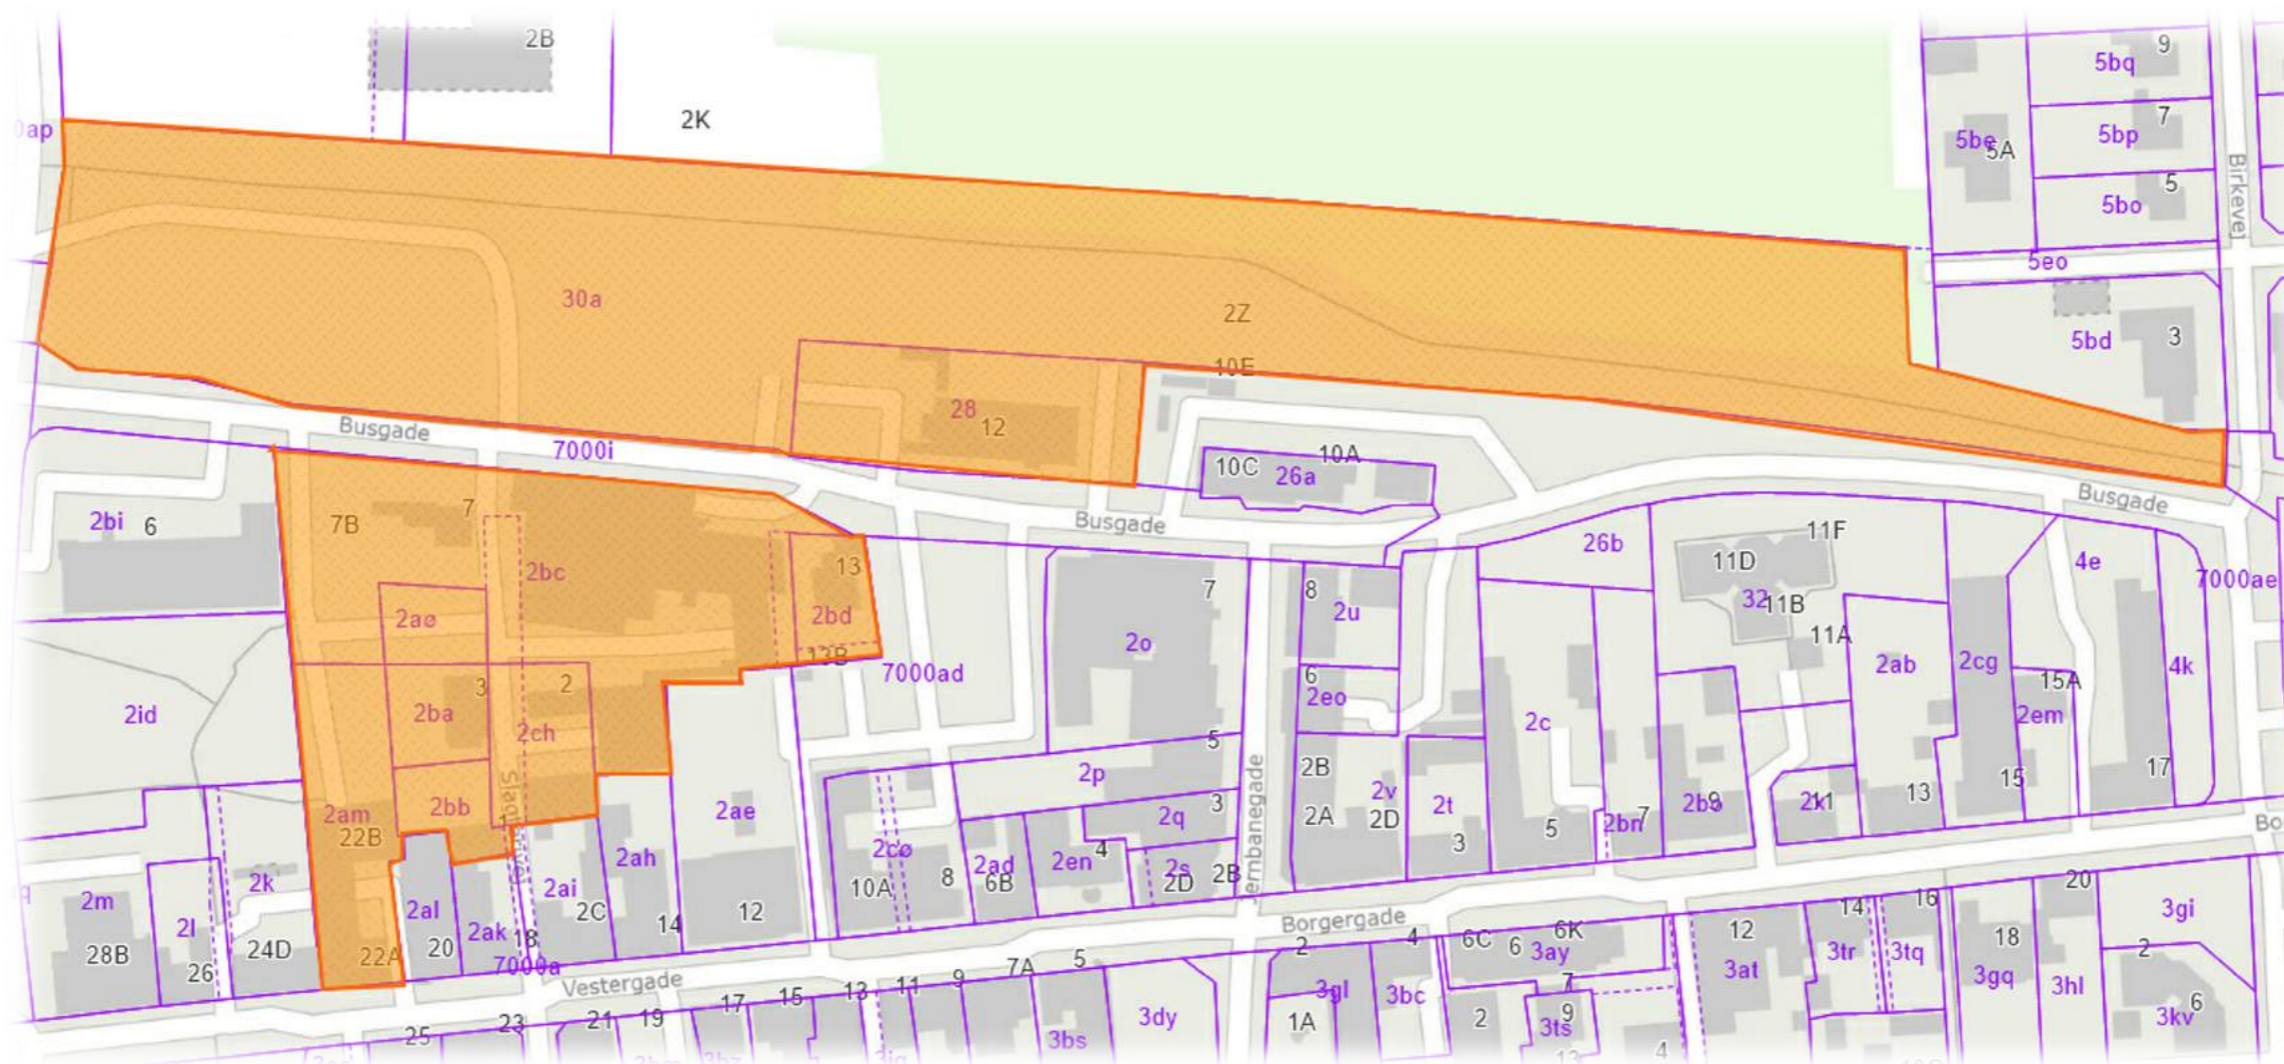 2B
9
5bq
2K
7
5bp
5be
5A
5
5bo
Birkevej
5eo
30a
2Z
5bd
3
10E
28
12
Busgade
7000i
10A
10C
26a
Busgade
Busgade
2bi
6
7B
7
2bc
13
2bd
13B
2aø
2id
2ba
3
2
2ch
2am
22B
2bb
1
7000ad
2o
7
5
8
2u
6
2eo
26b
11D
11F
32
11B
11A
4e
7000ae
2ab
2cg
15A
2em
4k
2c
2p
2B
2A
2v
2D
2t
3
2q
3
2ae
12
2ah
14
2ai
2C
2al
20
2ak
18
7000a
22A
2k
24D
2l
26
2m
28B
10A
8
2ad
6B
2en
4
2s
2D
2B
5
2bn
7
9
2k
11
13
15
17
Borgergade
Vestergade
25
23
21
19
17
15
13
11
9
7A
5
3bs
3dy
2
3gl
1A
3bc
4
6C
6
6K
3ay
7
2
9
3ts
4
12
3at
14
3tr
3tq
16
18
3gq
20
3hl
3gi
2
6
3kv